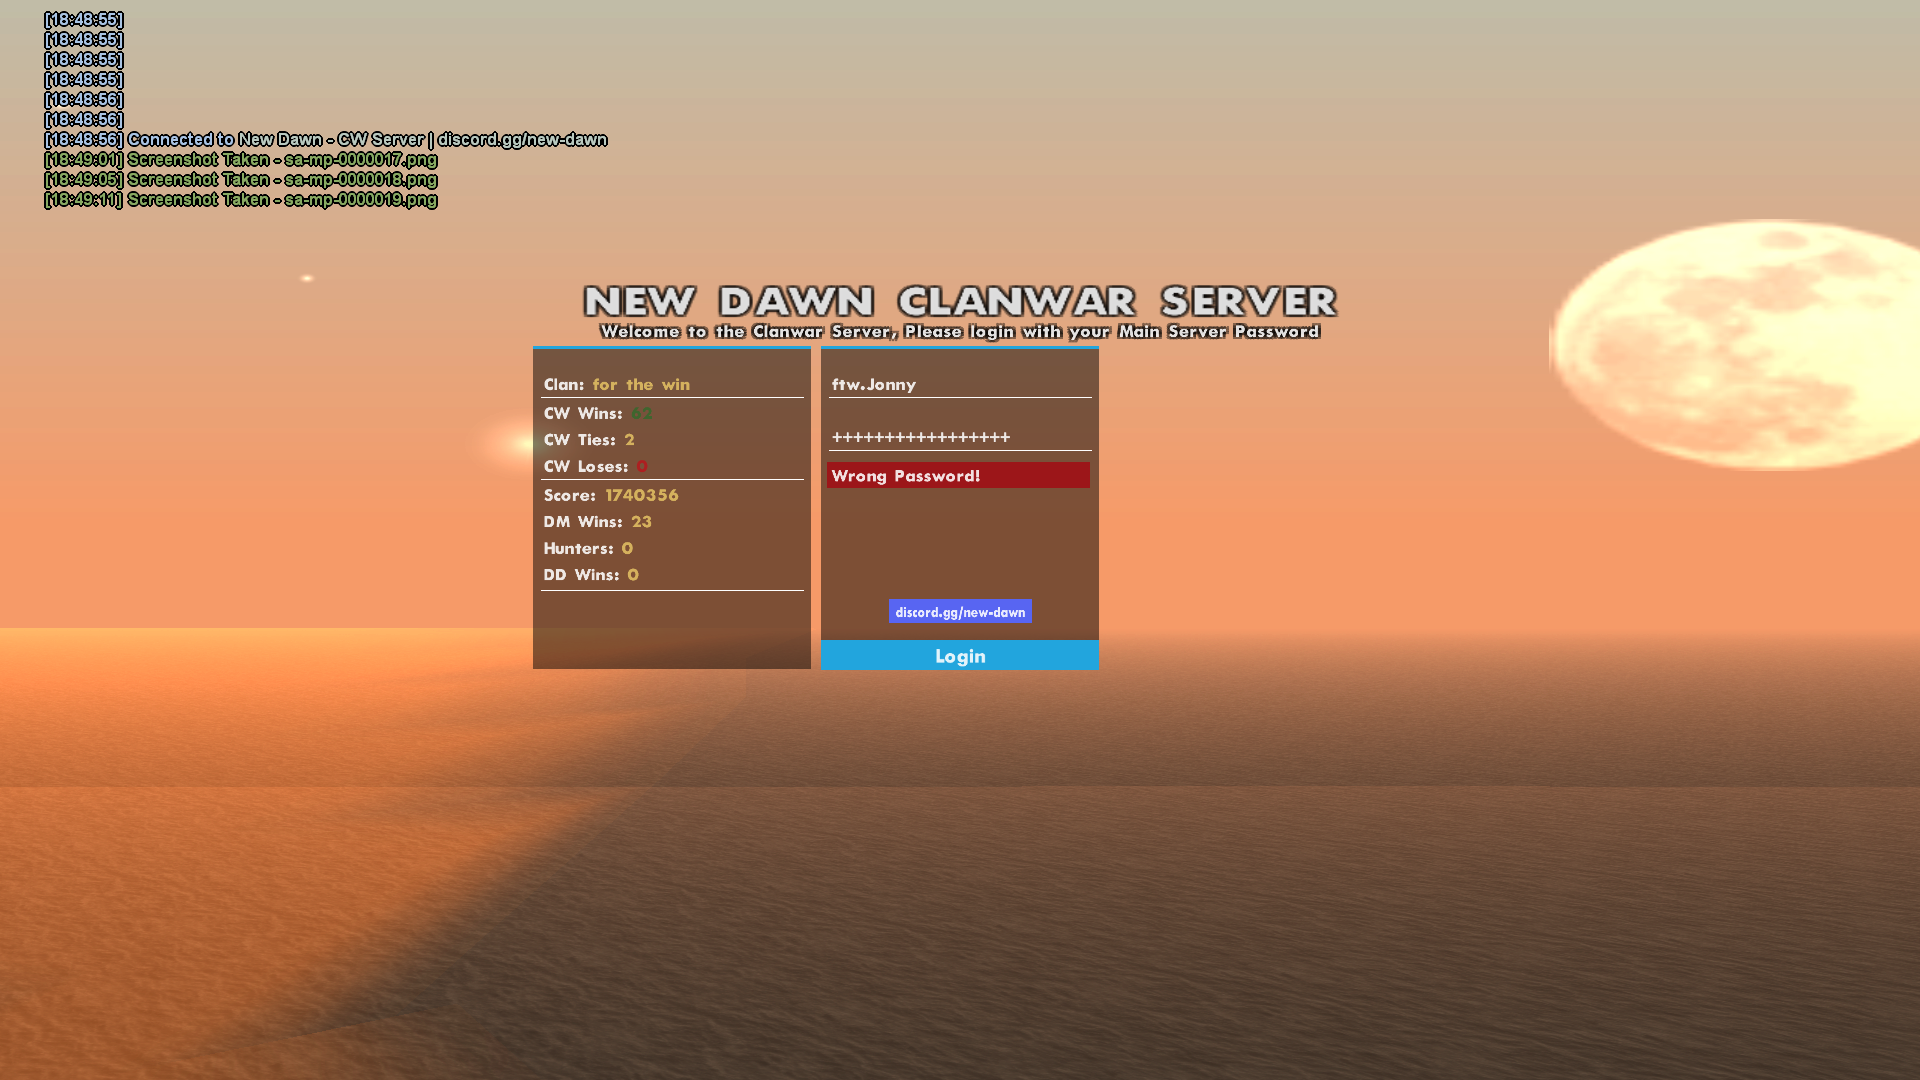 [18:48:55]
[18:48:55]
[18:48:55]
[18:48:55]
[18:48:56]
[18:48:56]
[18:48:56] Connected to New Dawn - CW Server | discord.gg/new-dawn
[18:49:01] Screenshot Taken - sa-mp-0000017.png
[18:49:05] Screenshot Taken - sa-mp-0000018.png
[18:49:11] Screenshot Taken - sa-mp-0000019.png
NEW DAWN CLANWAR SERVER
Welcome to the Clanwar Server, Please login with your Main Server Password
Clan: for the win
CW Wins: 62
CW Ties: 2
CW Loses: 0
Score: 1740356
DM Wins: 23
Hunters: 0
DD Wins: 0
ftw.Jonny
+++++++++++++++++
Wrong Password!
discord.gg/new-dawn
Login